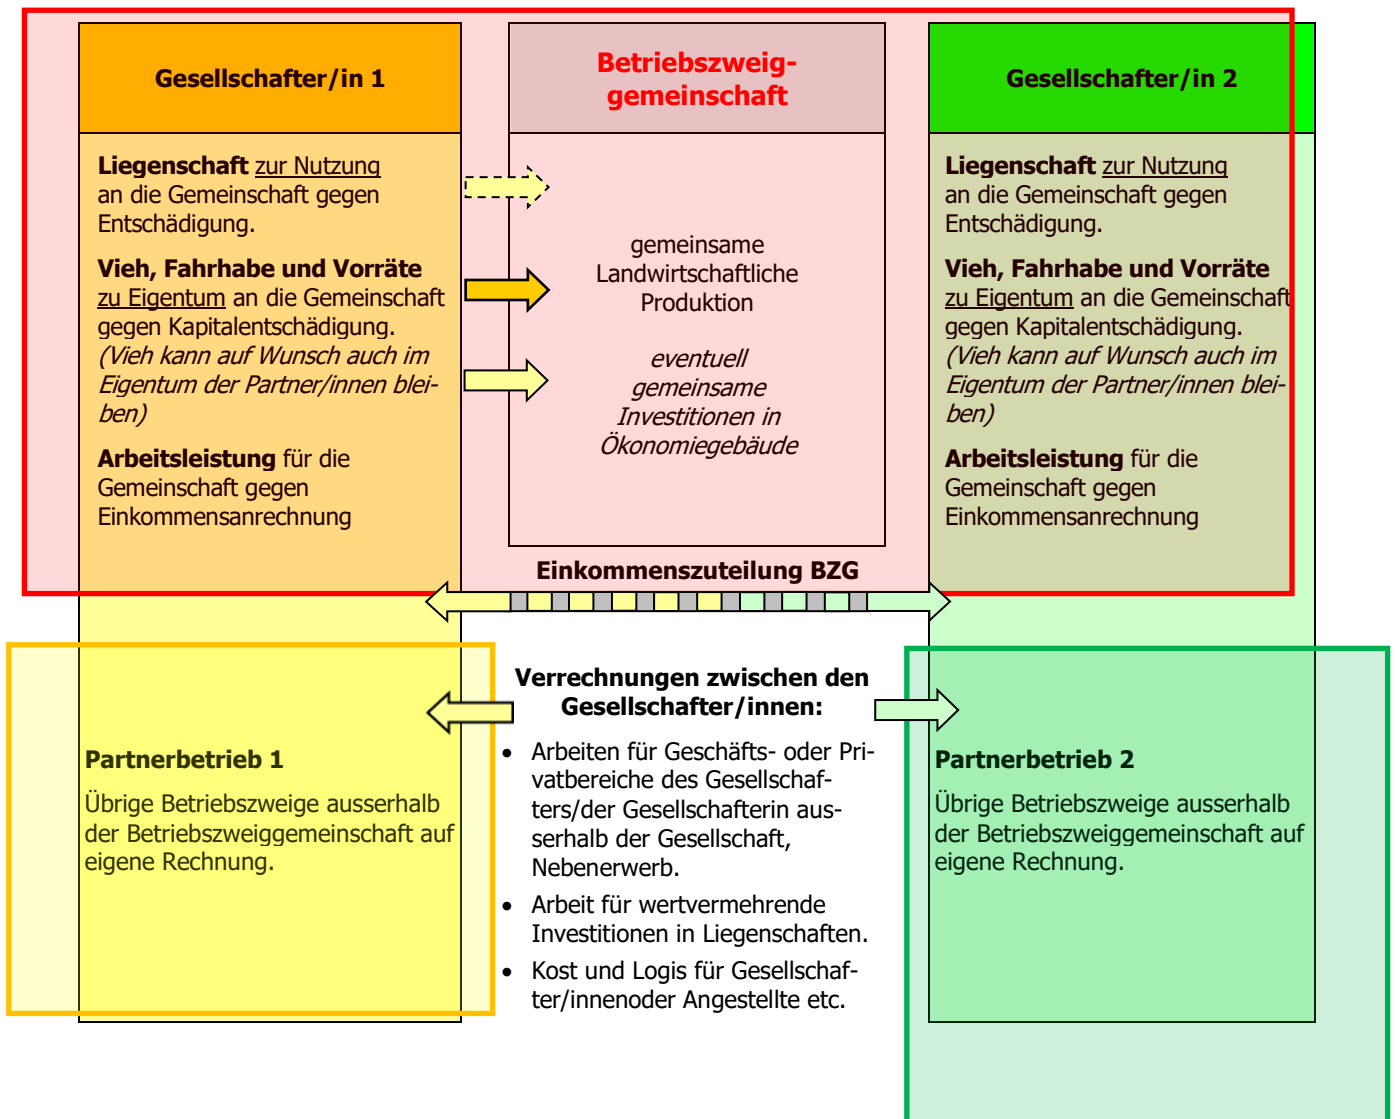 Gesellschafter/in 1
Liegenschaft zur Nutzung
an die Gemeinschaft gegen
Entschädigung.
Vieh, Fahrhabe und Vorräte
zu Eigentum an die Gemeinschaft
gegen Kapitalentschädigung.
(Vieh kann auf Wunsch auch im
Eigentum der Partner/innen blei-
ben)
Arbeitsleistung für die
Gemeinschaft gegen
Einkommensanrechnung
Betriebszweig-
gemeinschaft
gemeinsame
Landwirtschaftliche
Produktion
eventuell
gemeinsame
Investitionen in
Ökonomiegebäude
Gesellschafter/in 2
Liegenschaft zur Nutzung
an die Gemeinschaft gegen
Entschädigung.
Vieh, Fahrhabe und Vorräte
zu Eigentum an die Gemeinschaft
gegen Kapitalentschädigung.
(Vieh kann auf Wunsch auch im
Eigentum der Partner/innen blei-
ben)
Arbeitsleistung für die
Gemeinschaft gegen
Einkommensanrechnung
Einkommenszuteilung BZG
Partnerbetrieb 1
Übrige Betriebszweige ausserhalb
der Betriebszweiggemeinschaft auf
eigene Rechnung.
Verrechnungen zwischen den
Gesellschafter/innen:
• Arbeiten für Geschäfts- oder Pri-
vatbereiche des Gesellschaf-
ters/der Gesellschafterin aus-
serhalb der Gesellschaft,
Nebenerwerb.
• Arbeit für wertvermehrende
Investitionen in Liegenschaften.
• Kost und Logis für Gesellschaf-
ter/innenoder Angestellte etc.
Partnerbetrieb 2
Übrige Betriebszweige ausserhalb
der Betriebszweiggemeinschaft auf
eigene Rechnung.